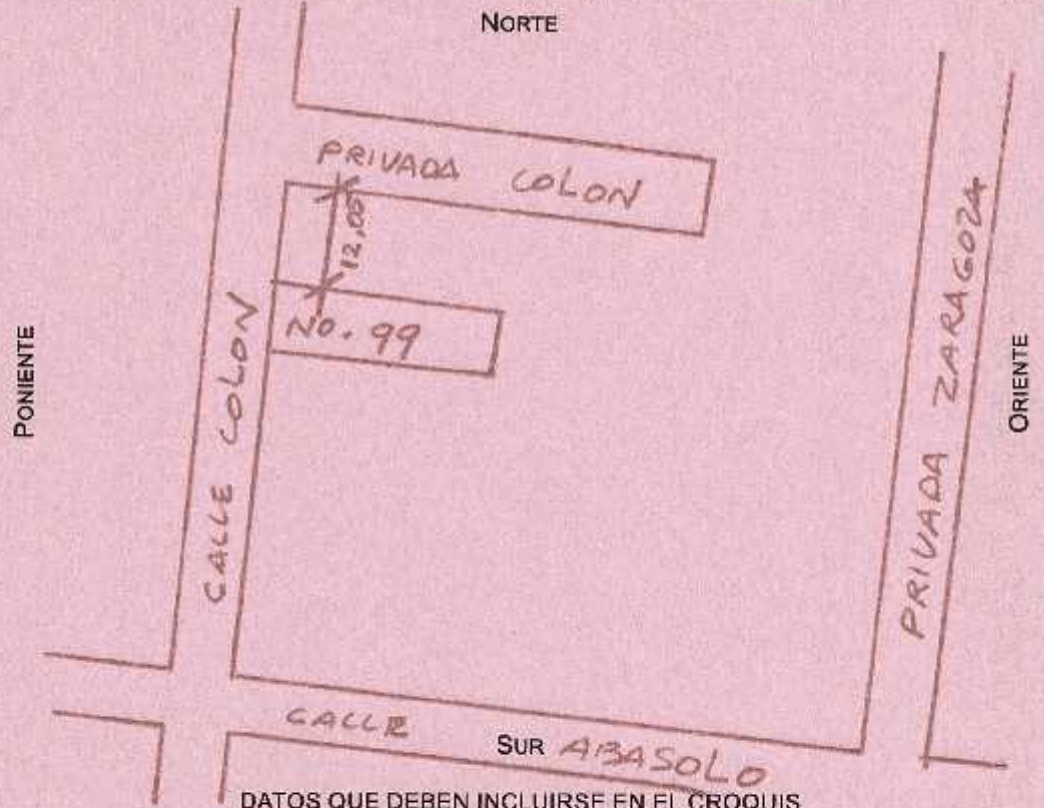 NORTE
PRIVADA COLON
12,00
No. 99
CALLE COLON
PONIENTE
PRIVADA ZARAGOZA
ORIENTE
CALLE ABASOLO
SUR
DATOS QUE DEBEN INCLUIRSE EN EL CROQUIS